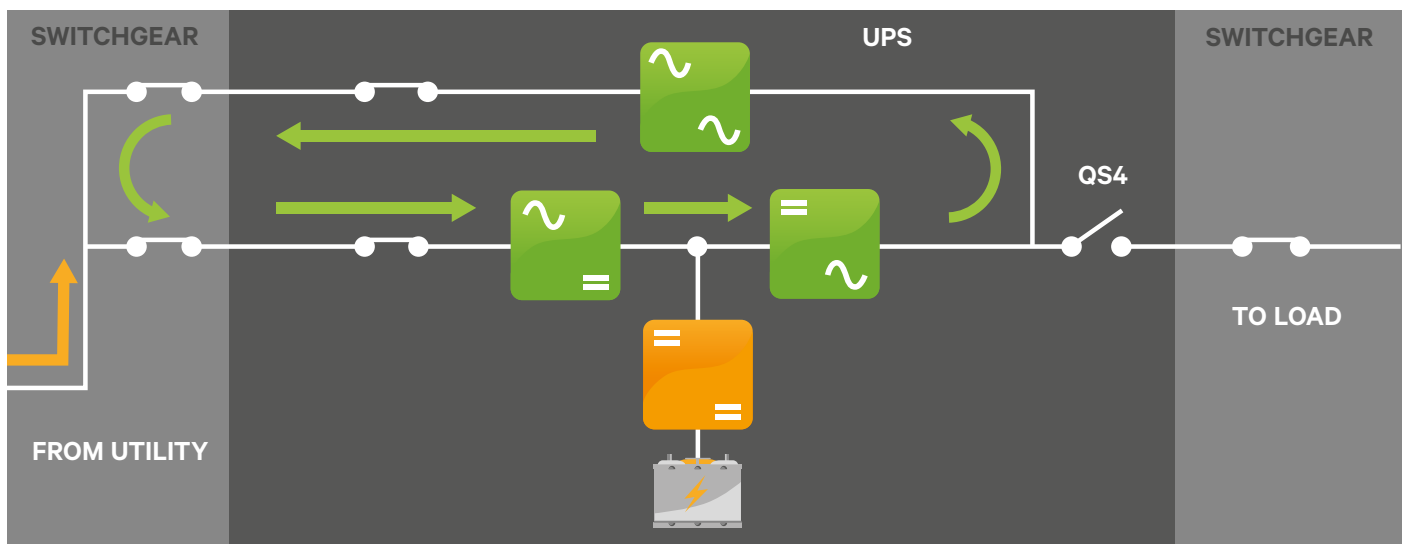 SWITCHGEAR
UPS
SWITCHGEAR
QS4
TO LOAD
FROM UTILITY